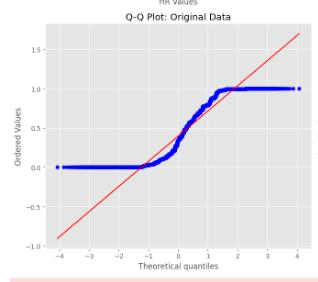 HR Values
Q-Q Plot: Original Data
1.5
1.0
0.5
0.0
−0.5
−1.0
Ordered Values
−4 −3 −2 −1 0 1 2 3 4
Theoretical quantiles